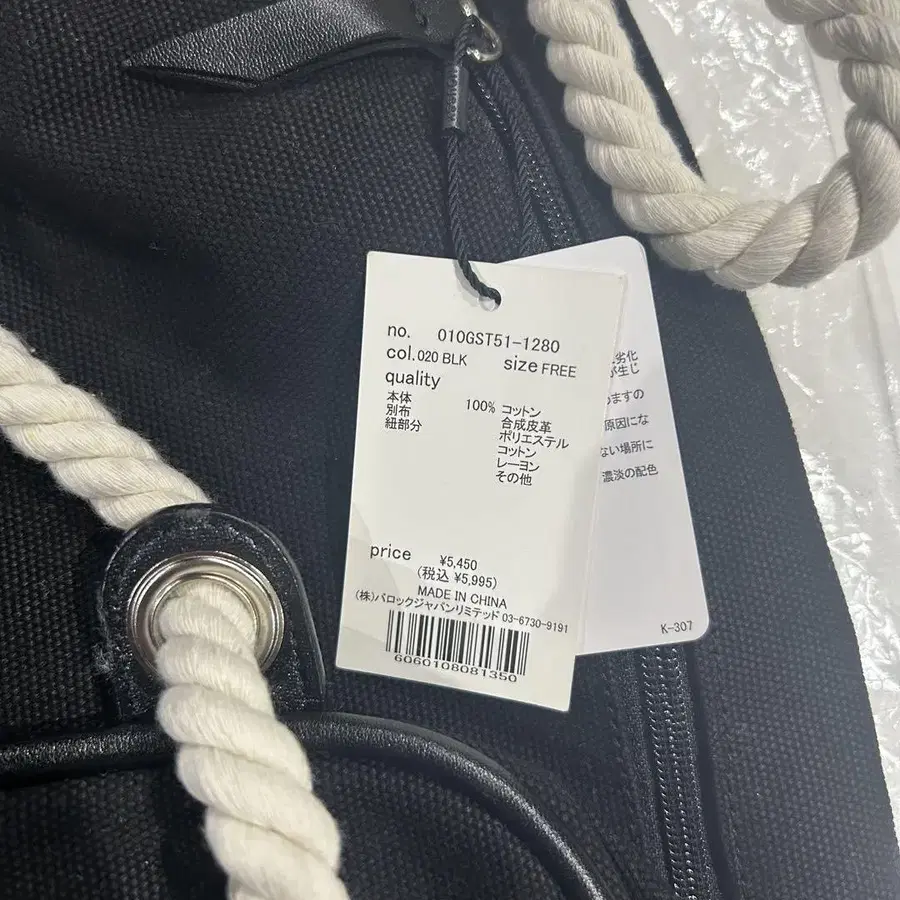 no. 010GST51-1280
col.020 BLK size FREE
quality
本体 100% コットン
別布 合成皮革
紐部分 ポリエステル
コットン
レーヨン
その他
price ¥5,450
(税込 ¥5,995)
MADE IN CHINA
(株)バロックジャパンリミテッド 03-6730-9191
6060108081350
劣化
が生じ
ますの
原因にな
ない場所に
濃淡の配色
K-307